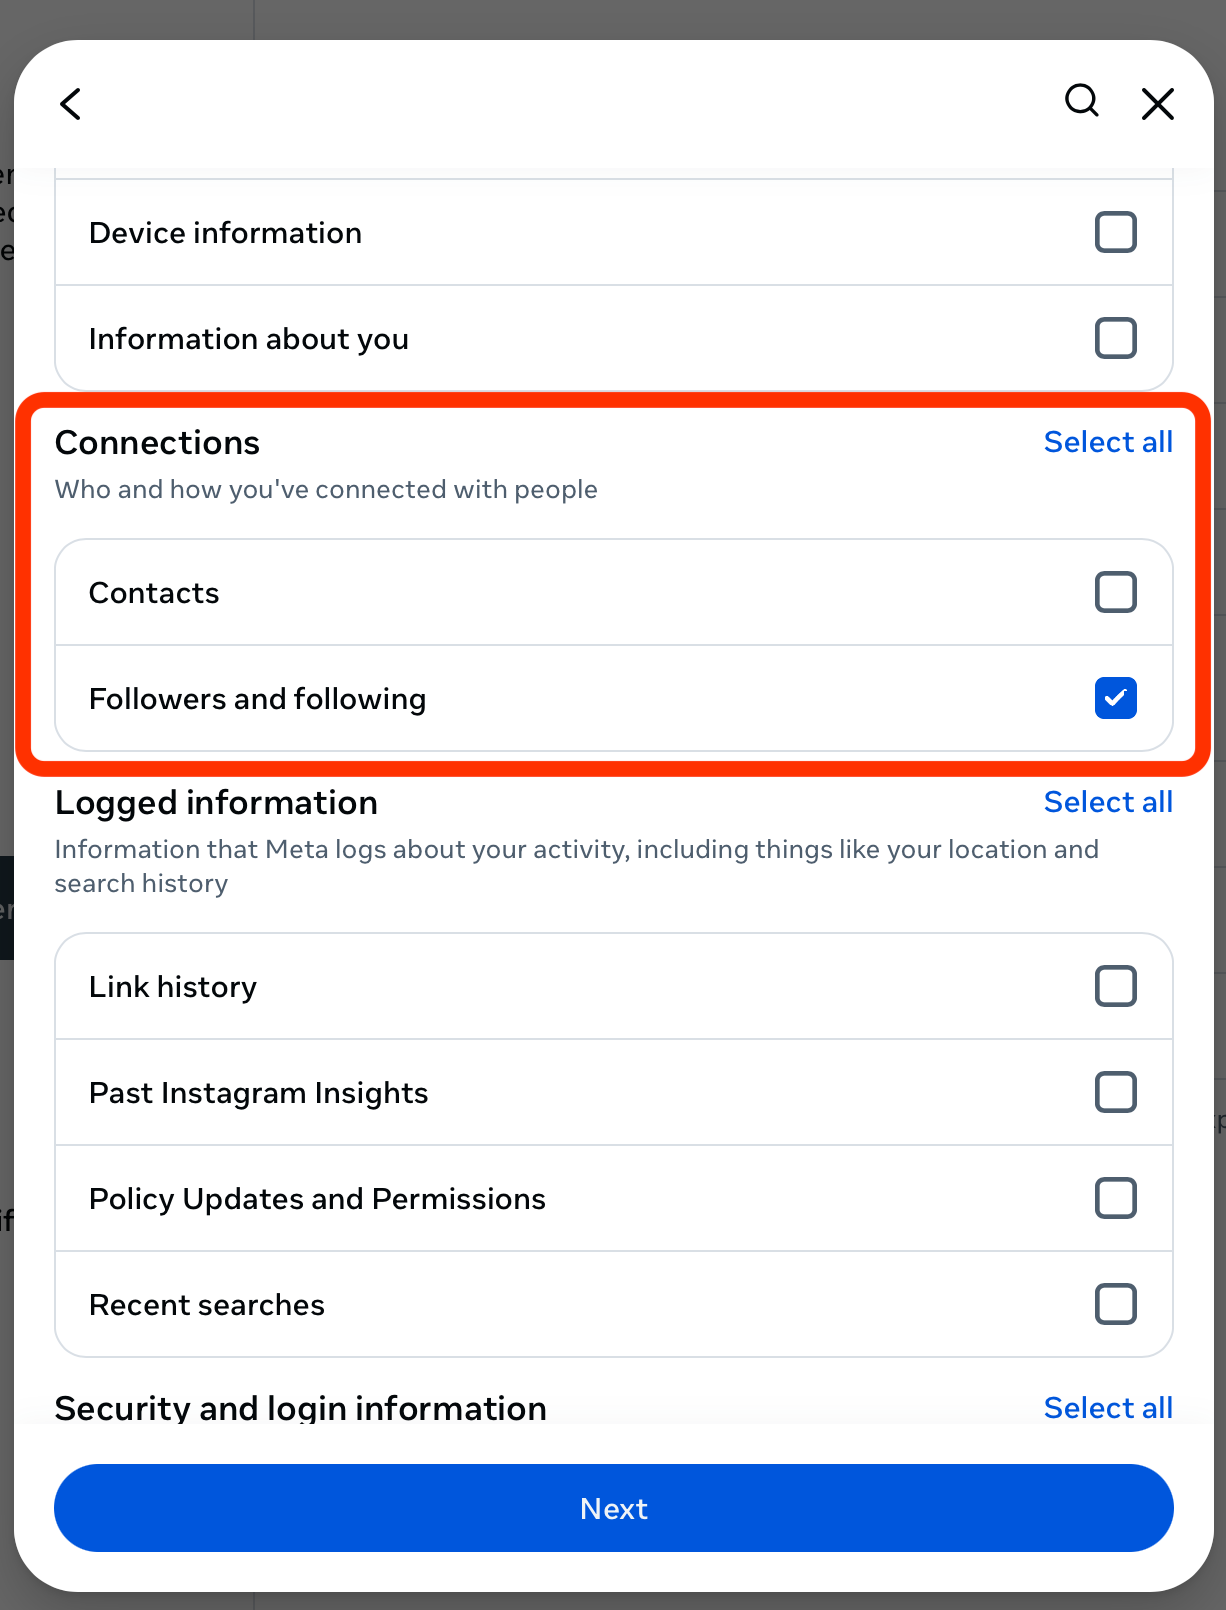 Device information
Information about you
Connections
Select all
Who and how you've connected with people
Contacts
Followers and following
Logged information
Select all
Information that Meta logs about your activity, including things like your location and
search history
Link history
Past Instagram Insights
Policy Updates and Permissions
Recent searches
Security and login information
Select all
Next